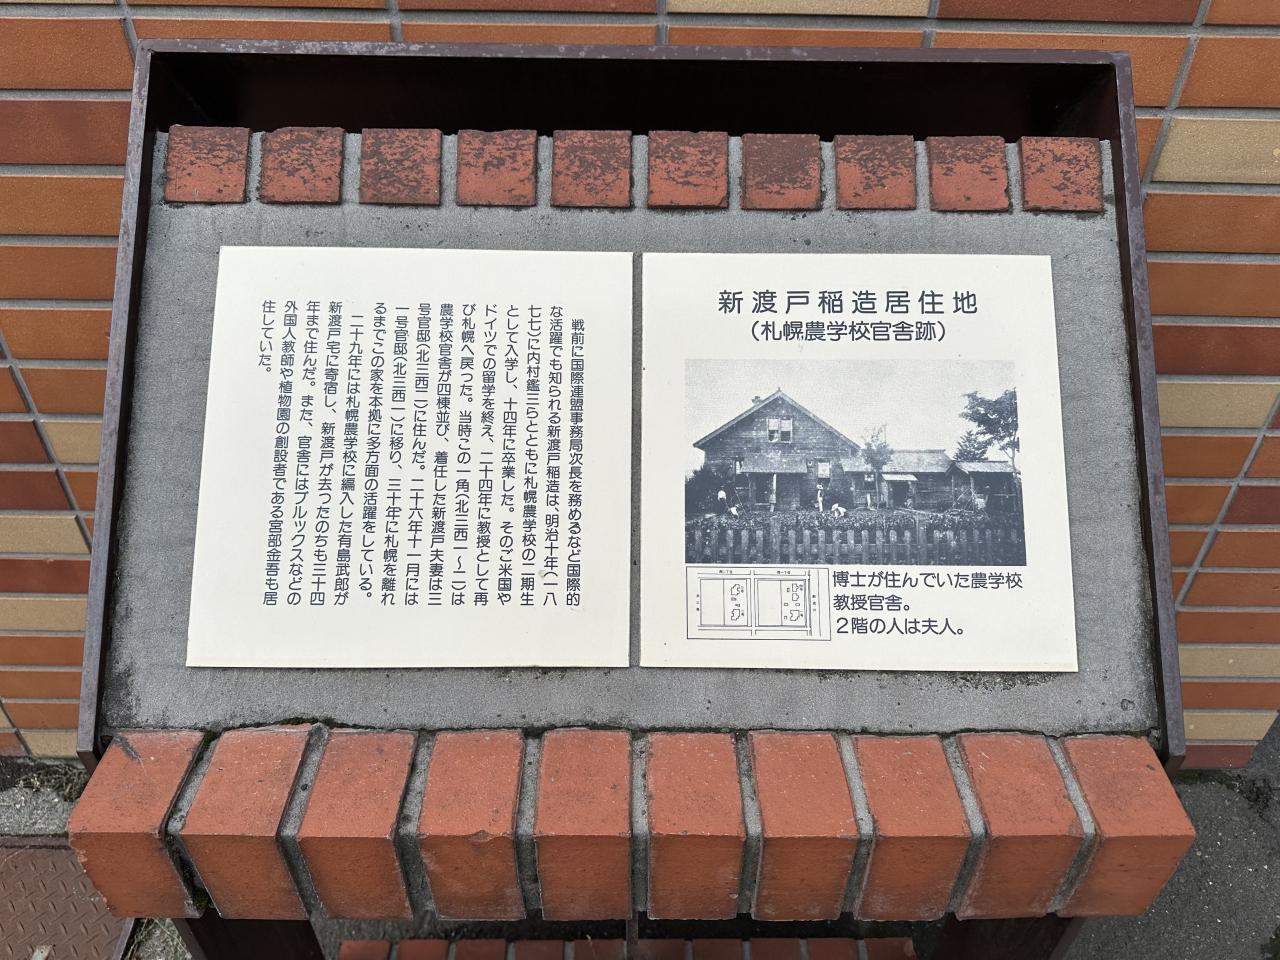 新渡戸稲造居住地
(札幌農学校官舎跡)
博士が住んでいた農学校
教授官舎。
2階の人は夫人。
戦前に国際連盟事務局次長を務めるなど国際的
な活躍でも知られる新渡戸稲造は、明治十年(一八
七七)に内村鑑三らとともに札幌農学校の二期生
として入学し、十四年に卒業した。そのご米国や
ドイツでの留学を終え、二十四年に教授として再
び札幌へ戻った。当時この一角(北三西一〜二)は
農学校官舎が四棟並び、着任した新渡戸夫妻は三
号官邸(北三西二)に住んだ。二十六年十一月には
一号官邸(北三西一)に移り、三十年に札幌を離れ
るまでこの家を本拠に多方面の活躍をしている。
二十九年には札幌農学校に編入した有島武郎が
新渡戸宅に寄宿し、新渡戸が去ったのちも三十四
年まで住んだ。また、官舎にはブルックスなどの
外国人教師や植物園の創設者である宮部金吾も居
住していた。